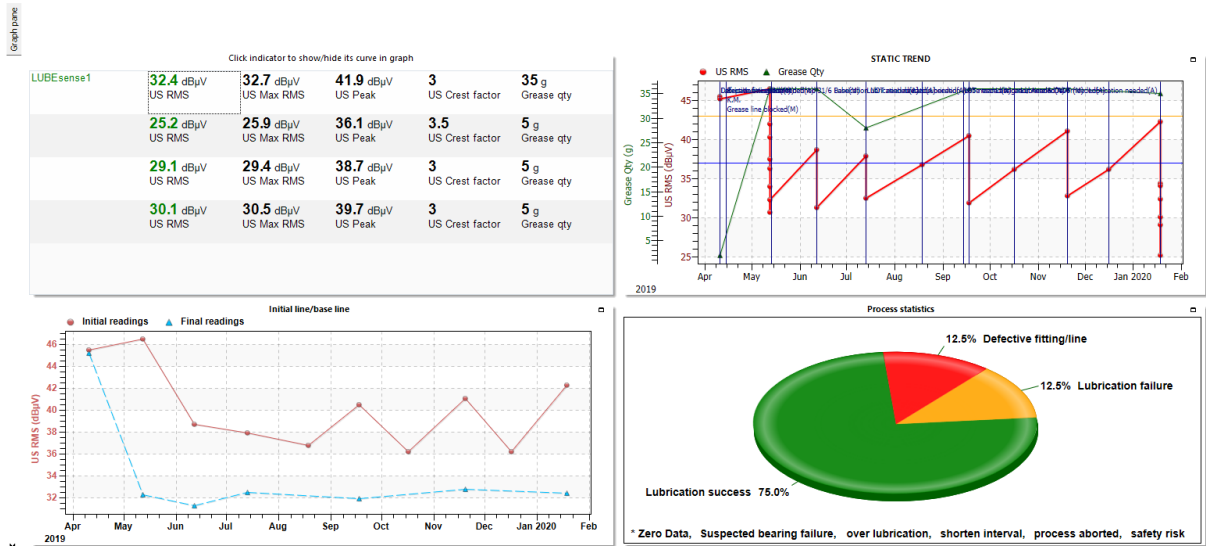 Graph pane
Click indicator to show/hide its curve in graph
LUBEsense1
32.4 dBµV 32.7 dBµV 41.9 dBµV 3 35 g
US RMS US Max RMS US Peak US Crest factor Grease qty
25.2 dBµV 25.9 dBµV 36.1 dBµV 3.5 5 g
US RMS US Max RMS US Peak US Crest factor Grease qty
29.1 dBµV 29.4 dBµV 38.7 dBµV 3 5 g
US RMS US Max RMS US Peak US Crest factor Grease qty
30.1 dBµV 30.5 dBµV 39.7 dBµV 3 5 g
US RMS US Max RMS US Peak US Crest factor Grease qty
STATIC TREND
US RMS Grease Qty
Grease line blocked(M)
Grease Qty (g)
35
30
25
20
15
10
5
US RMS (dBµV)
45
40
35
30
25
Apr May Jun Jul Aug Sep Oct Nov Jan 2020 Feb
2019
Initial line/base line
Initial readings Final readings
US RMS (dBµV)
46
44
42
40
38
36
34
32
Apr May Jun Jul Aug Sep Oct Nov Dec Jan 2020 Feb
2019
Process statistics
12.5% Defective fitting/line
12.5% Lubrication failure
Lubrication success 75.0%
* Zero Data, Suspected bearing failure, over lubrication, shorten interval, process aborted, safety risk